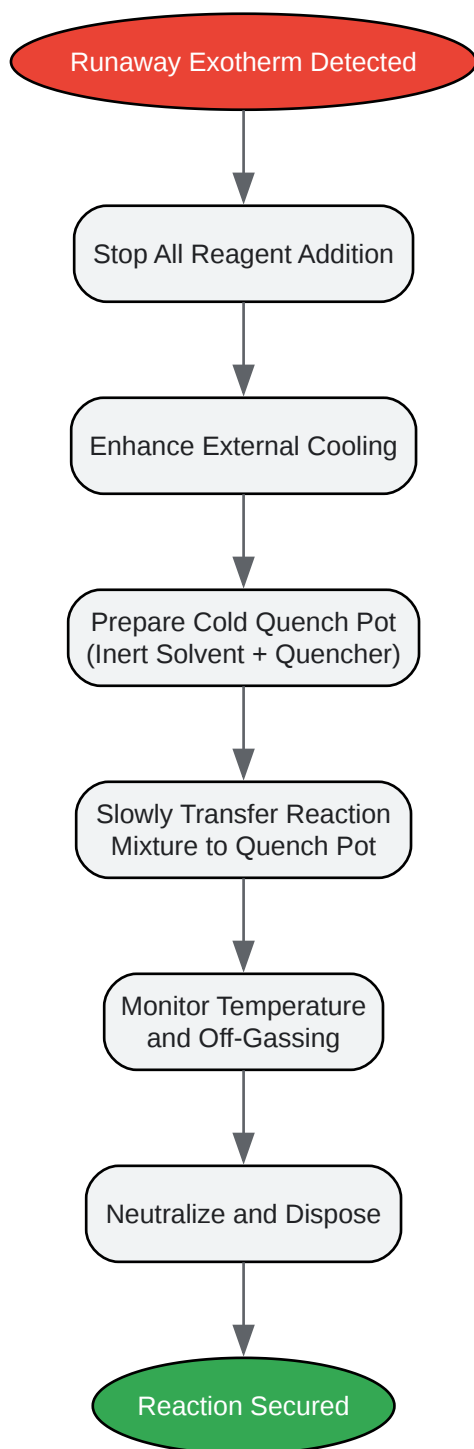 Runaway Exotherm Detected
Stop All Reagent Addition
Enhance External Cooling
Prepare Cold Quench Pot
(Inert Solvent + Quencher)
Slowly Transfer Reaction
Mixture to Quench Pot
Monitor Temperature
and Off-Gassing
Neutralize and Dispose
Reaction Secured